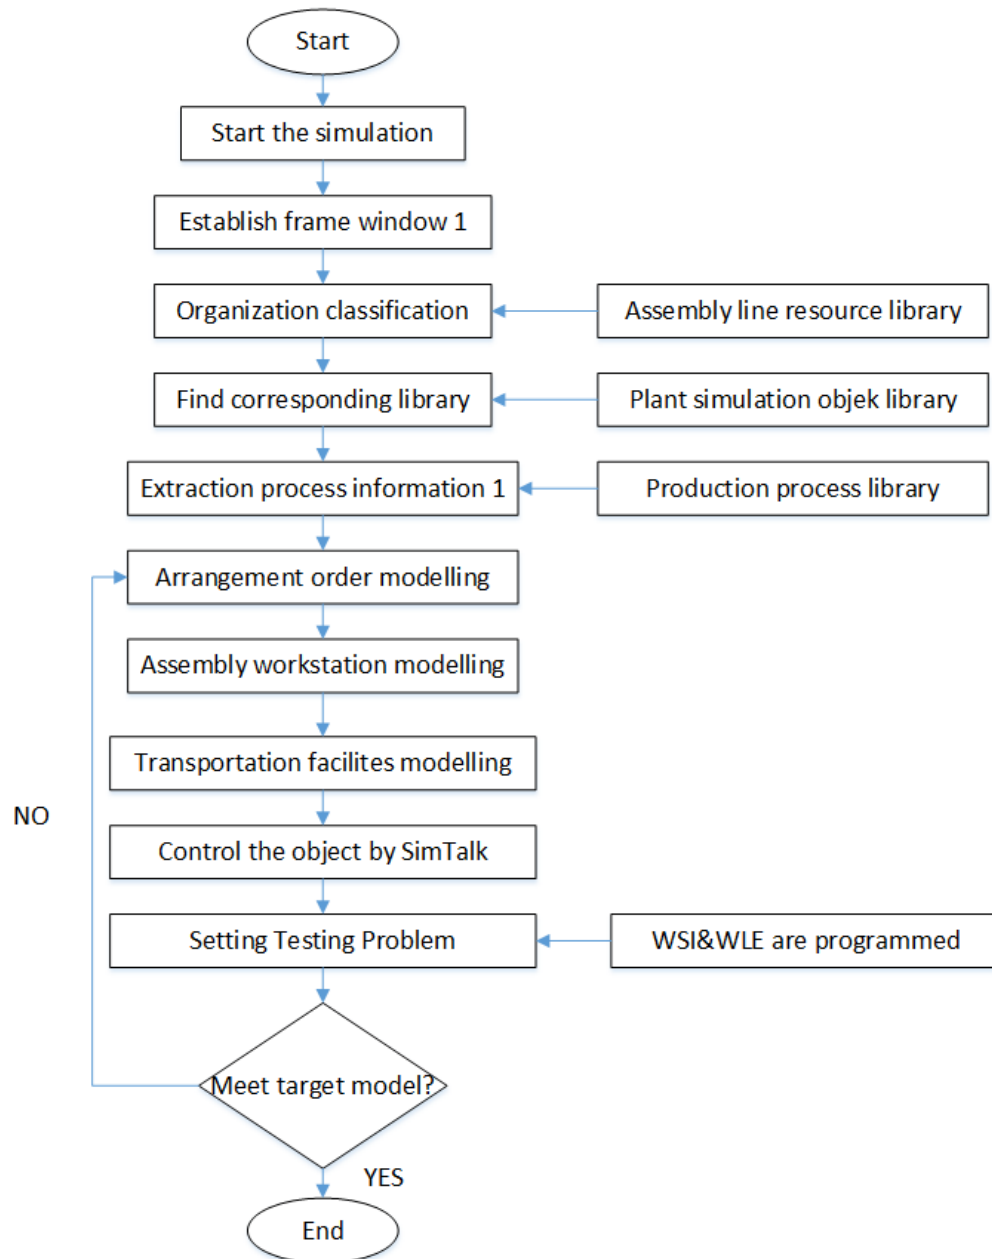 Start
Start the simulation
Establish frame window 1
Organization classification
Assembly line resource library
Find corresponding library
Plant simulation objek library
Extraction process information 1
Production process library
Arrangement order modelling
Assembly workstation modelling
Transportation facilites modelling
NO
Control the object by SimTalk
Setting Testing Problem
WSI&WLE are programmed
Meet target model?
YES
End